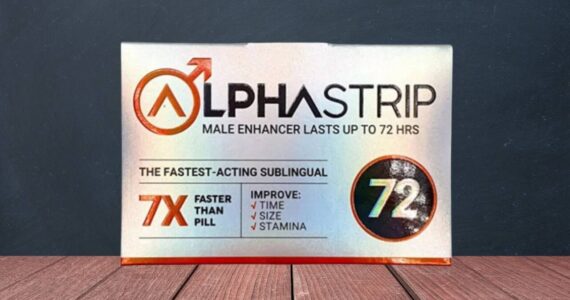 ALPHASTRIP
MALE ENHANCER LASTS UP TO 72 HRS
THE FASTEST-ACTING SUBLINGUAL
7X FASTER THAN PILL
IMPROVE:
√ TIME
√ SIZE
√ STAMINA
72